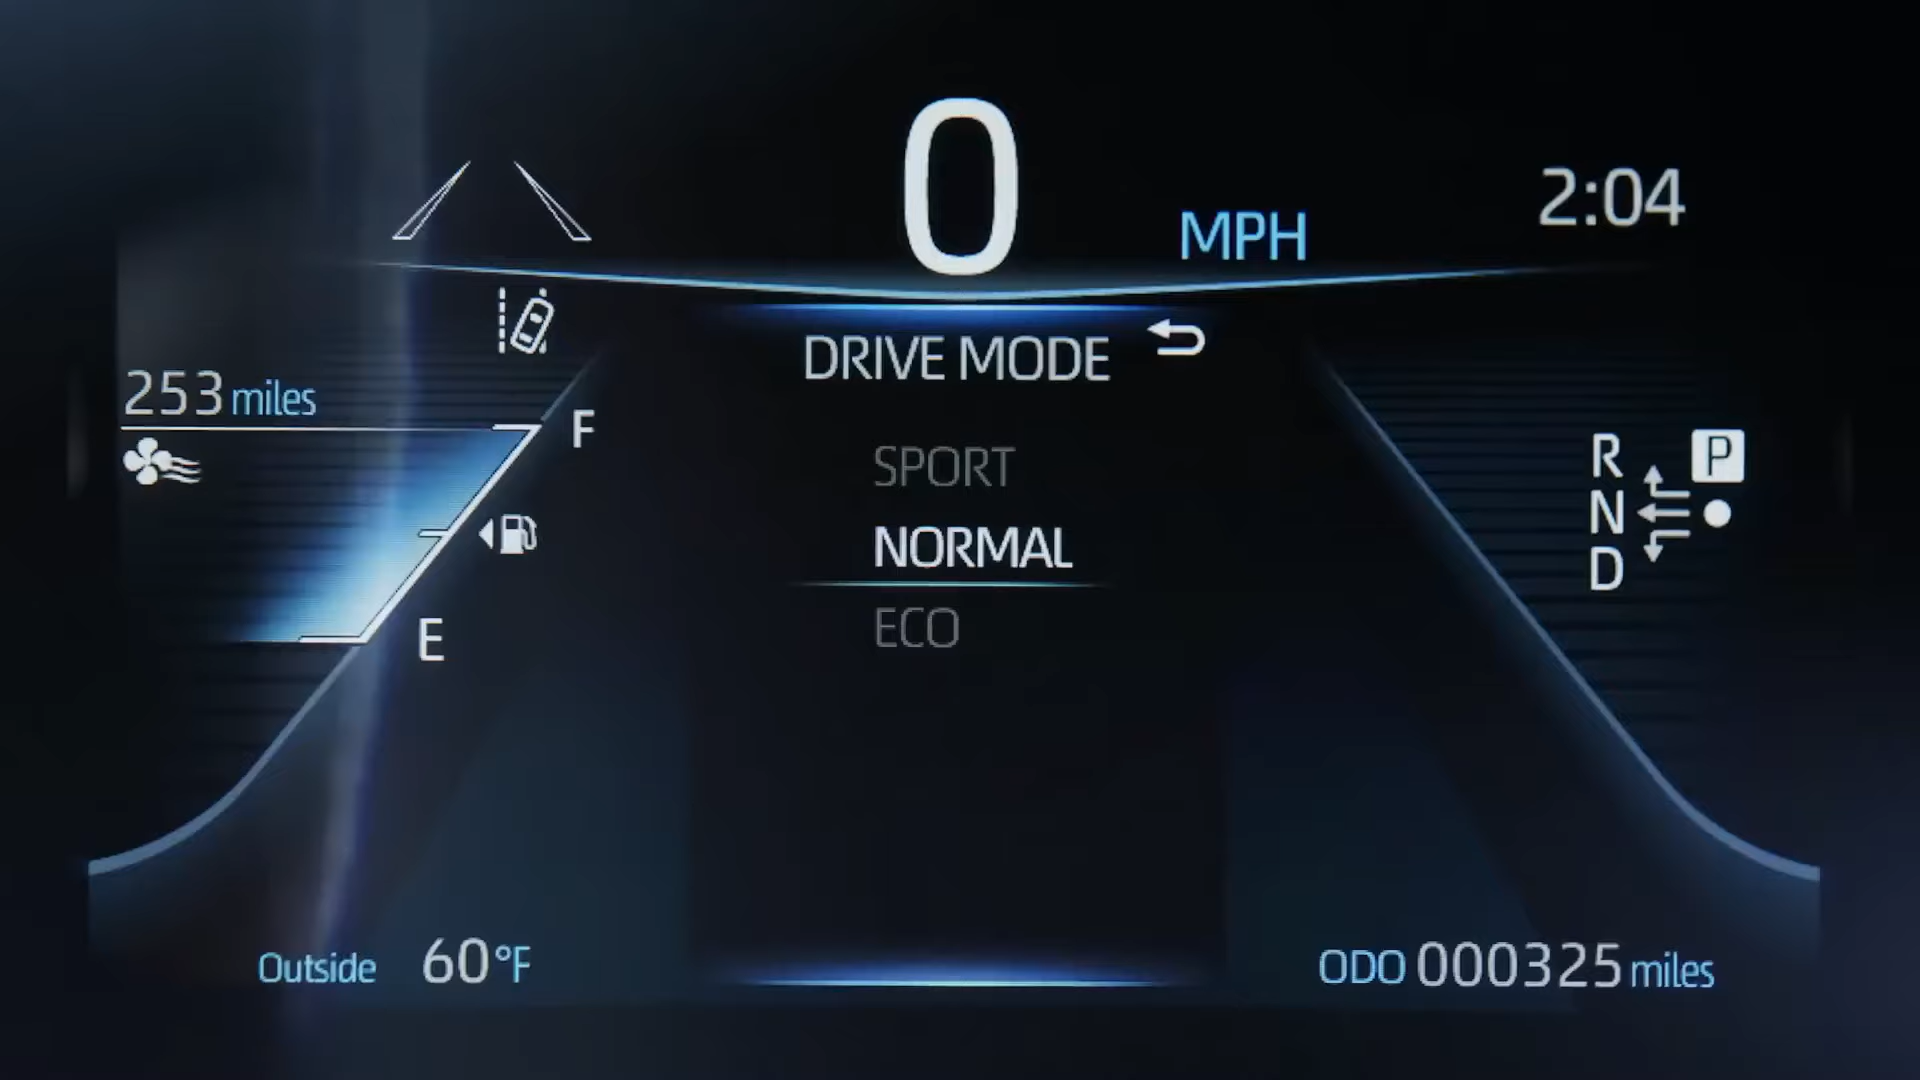 0 MPH
2:04
DRIVE MODE
253 miles
F
SPORT
R P
NORMAL
N
D
E
ECO
Outside 60°F
ODO 000325 miles